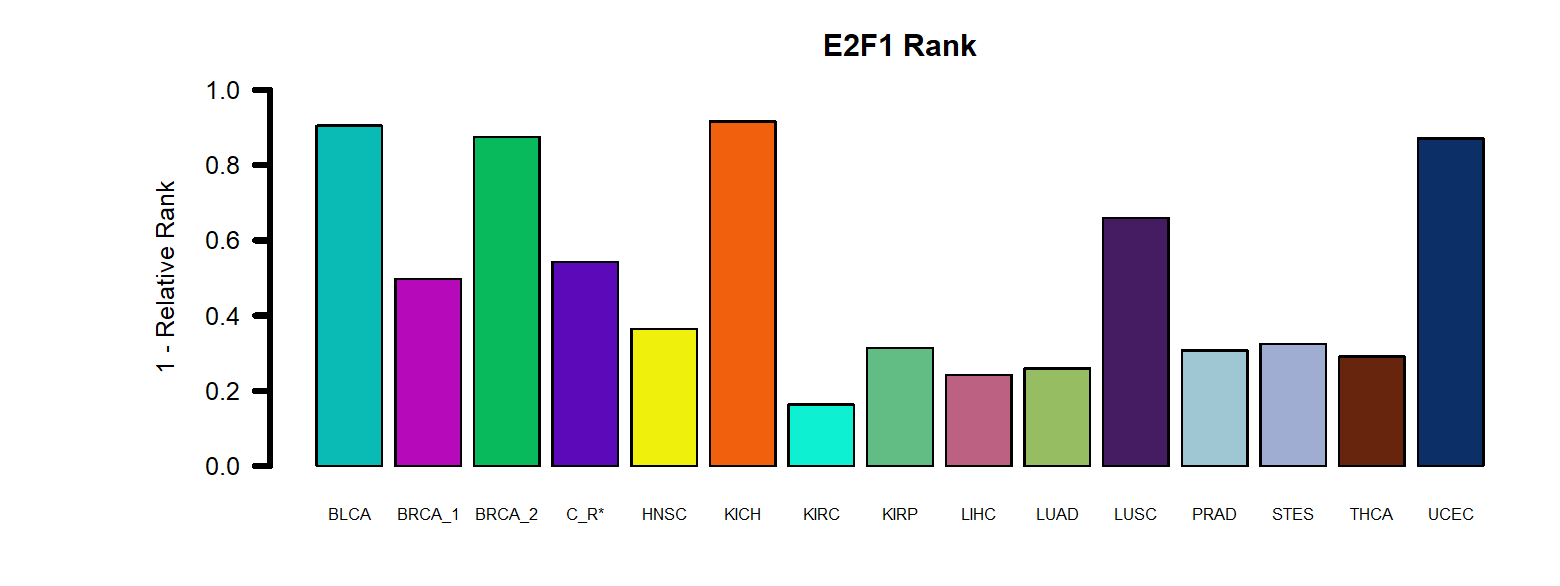 E2F1 Rank
1 - Relative Rank
1.0
0.8
0.6
0.4
0.2
0.0
BLCA BRCA_1 BRCA_2 C_R* HNSC KICH KIRC KIRP LIHC LUAD LUSC PRAD STES THCA UCEC